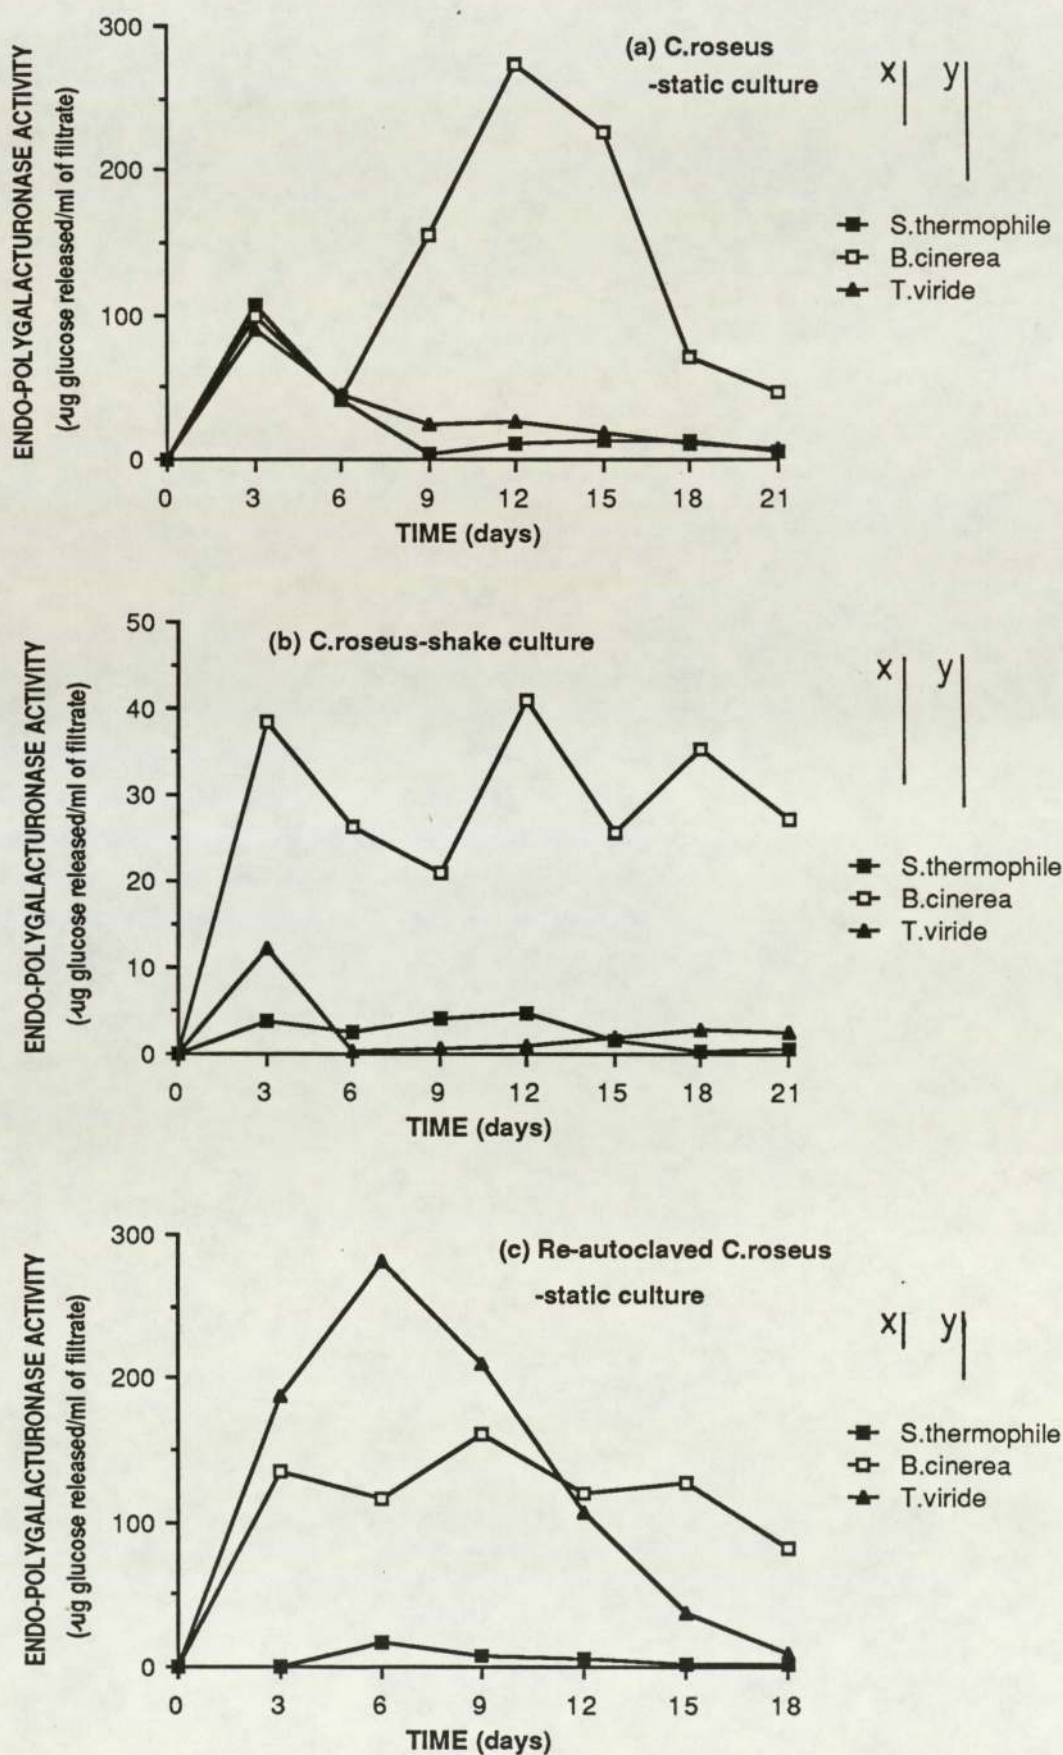 300
200
100
0
ENDO-POLYGALACTURONASE ACTIVITY
(µg glucose released/ml of filtrate)
(a) C.roseus
-static culture
x y
S.thermophile
B.cinerea
T.viride
0 3 6 9 12 15 18 21
TIME (days)
50
40
30
20
10
0
ENDO-POLYGALACTURONASE ACTIVITY
(µg glucose released/ml of filtrate)
(b) C.roseus-shake culture
x y
S.thermophile
B.cinerea
T.viride
0 3 6 9 12 15 18 21
TIME (days)
300
200
100
0
ENDO-POLYGALACTURONASE ACTIVITY
(µg glucose released/ml of filtrate)
(c) Re-autoclaved C.roseus
-static culture
x y
S.thermophile
B.cinerea
T.viride
0 3 6 9 12 15 18
TIME (days)